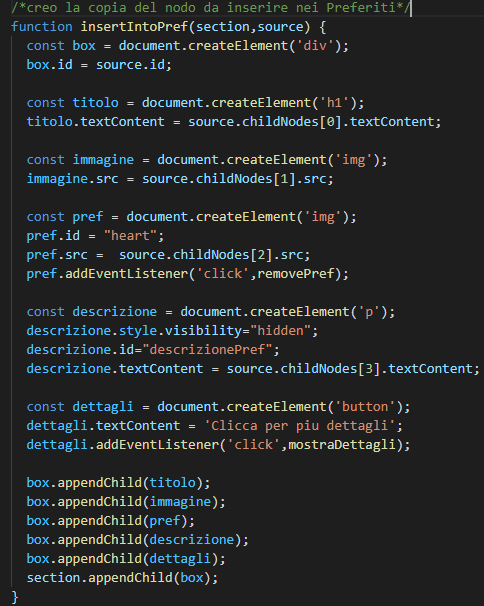 /*creo la copia del nodo da inserire nei Preferiti*/
function insertIntoPref(section,source) {
  const box = document.createElement('div');
  box.id = source.id;

  const titolo = document.createElement('h1');
  titolo.textContent = source.childNodes[0].textContent;

  const immagine = document.createElement('img');
  immagine.src = source.childNodes[1].src;

  const pref = document.createElement('img');
  pref.id = "heart";
  pref.src =  source.childNodes[2].src;
  pref.addEventListener('click',removePref);

  const descrizione = document.createElement('p');
  descrizione.style.visibility="hidden";
  descrizione.id="descrizionePref";
  descrizione.textContent = source.childNodes[3].textContent;

  const dettagli = document.createElement('button');
  dettagli.textContent = 'Clicca per piu dettagli';
  dettagli.addEventListener('click',mostraDettagli);

  box.appendChild(titolo);
  box.appendChild(immagine);
  box.appendChild(pref);
  box.appendChild(descrizione);
  box.appendChild(dettagli);
  section.appendChild(box);
}